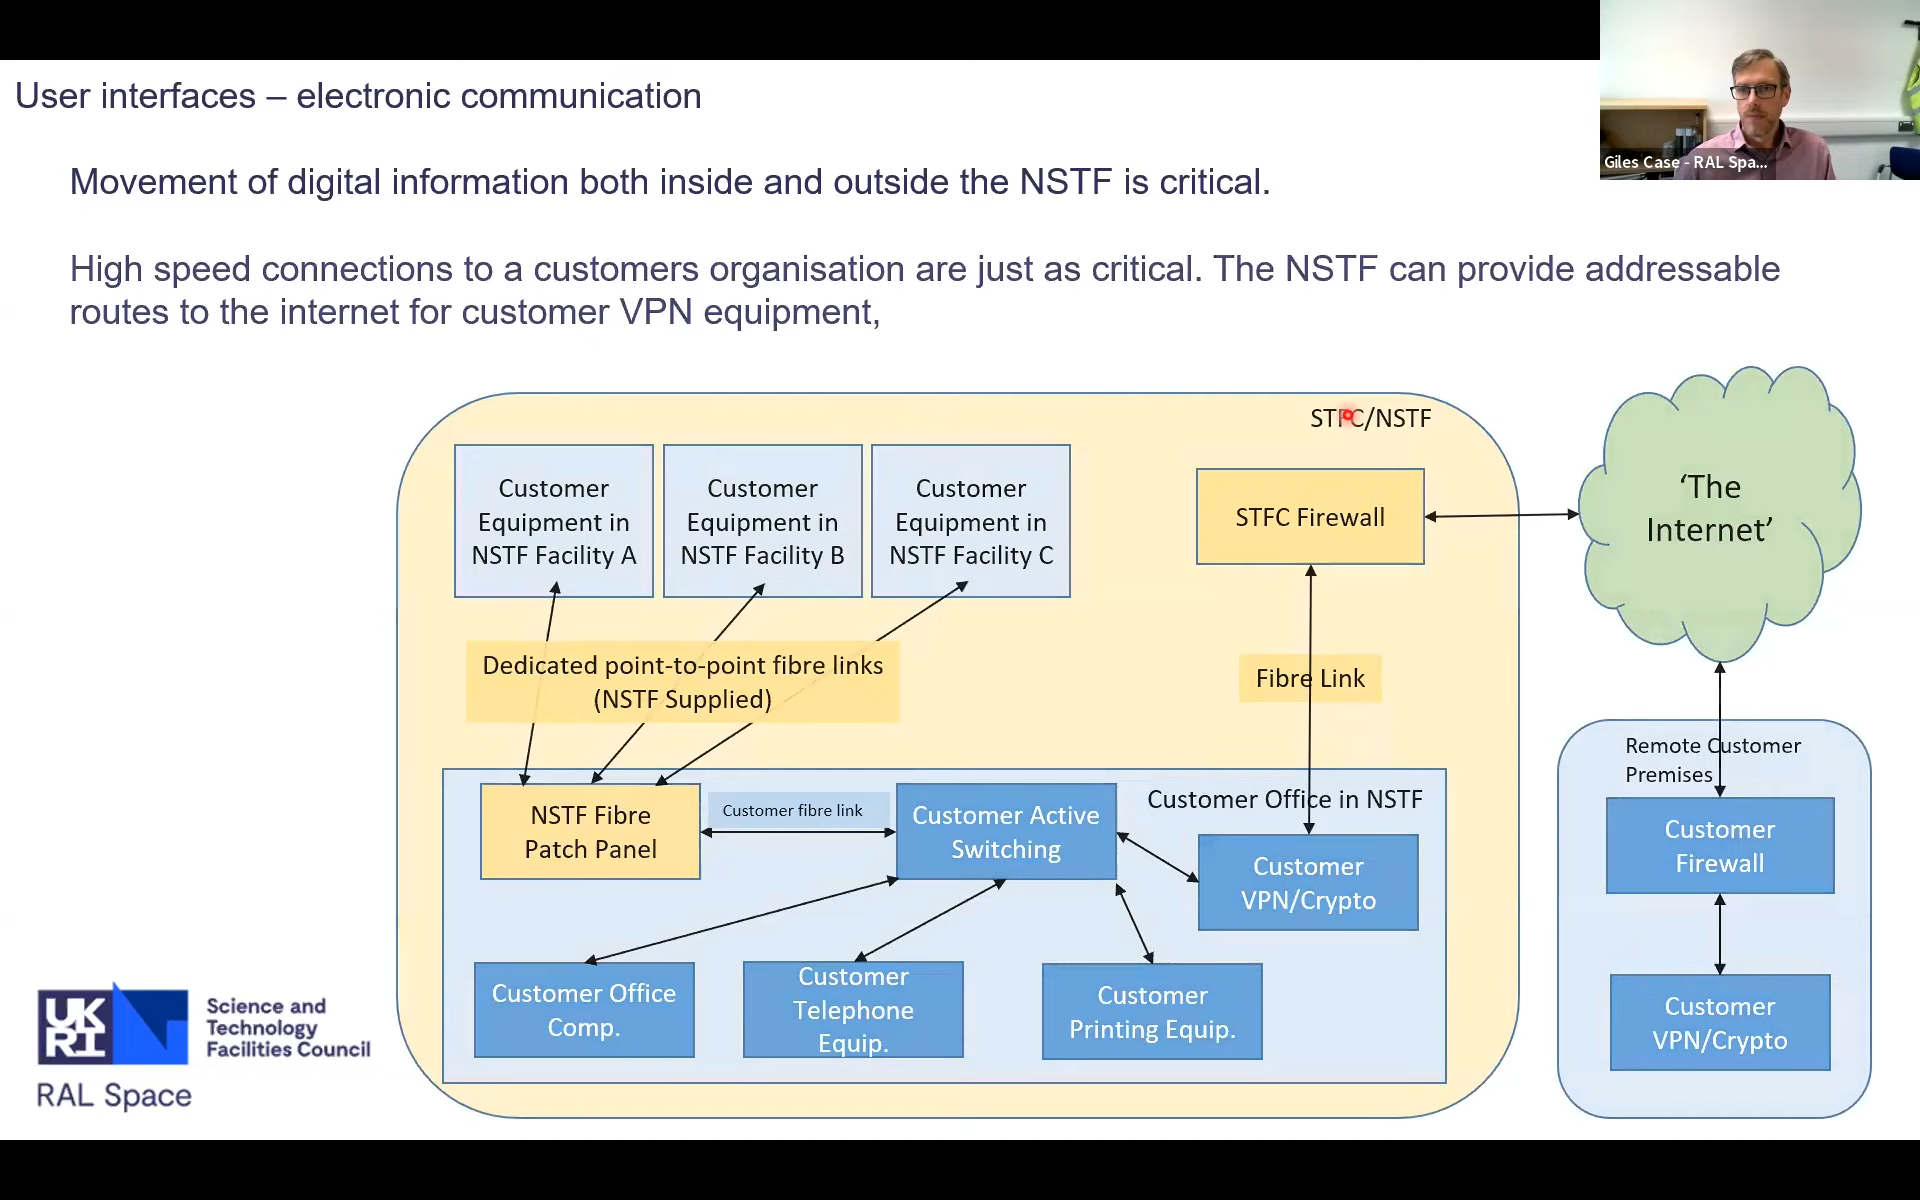 User interfaces – electronic communication
Movement of digital information both inside and outside the NSTF is critical.
High speed connections to a customers organisation are just as critical. The NSTF can provide addressable
routes to the internet for customer VPN equipment,
Giles Case - RAL Spa...
STFC/NSTF
Customer
Equipment in
NSTF Facility A
Customer
Equipment in
NSTF Facility B
Customer
Equipment in
NSTF Facility C
STFC Firewall
‘The
Internet’
Dedicated point-to-point fibre links
(NSTF Supplied)
Fibre Link
Remote Customer
Premises
NSTF Fibre
Patch Panel
Customer fibre link
Customer Active
Switching
Customer Office in NSTF
Customer
VPN/Crypto
Customer
Firewall
Customer Office
Comp.
Customer
Telephone
Equip.
Customer
Printing Equip.
Customer
VPN/Crypto
UK
RI
Science and
Technology
Facilities Council
RAL Space